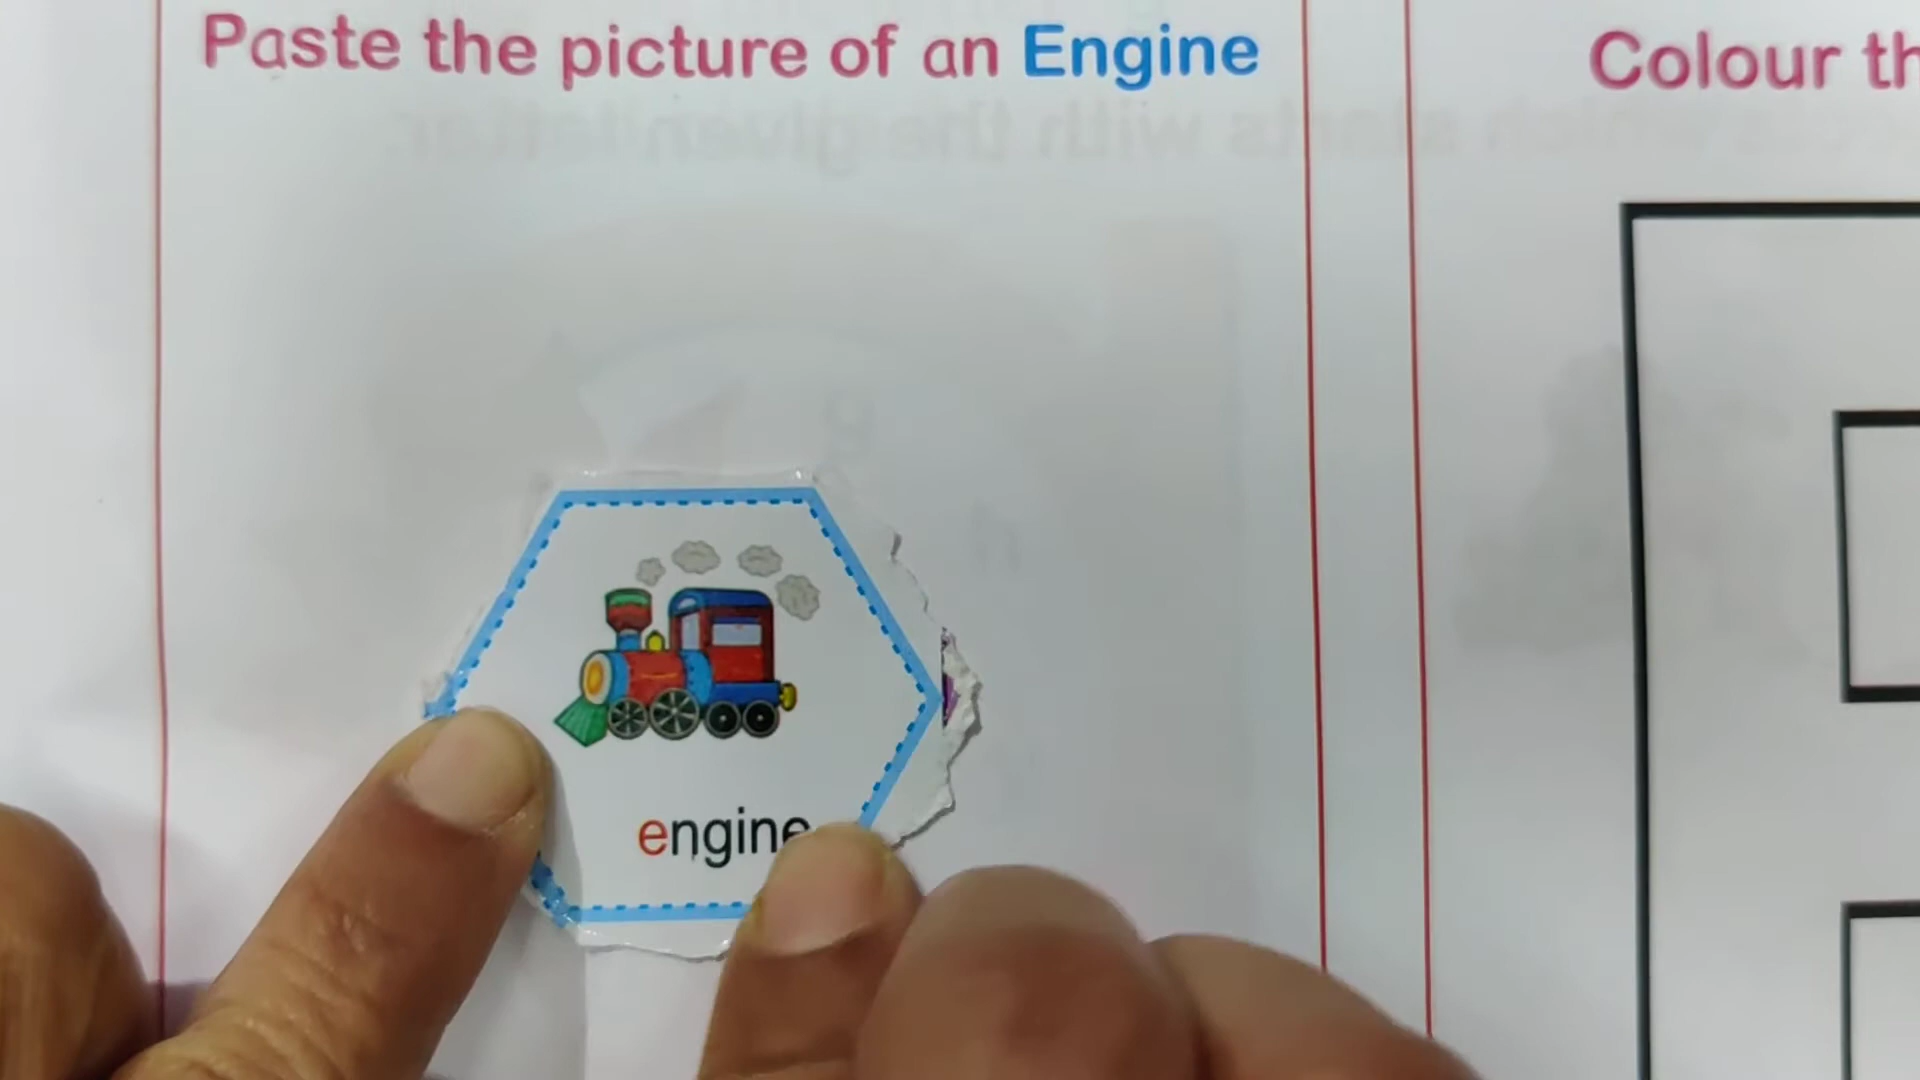 Paste the picture of an Engine
Colour th
engine